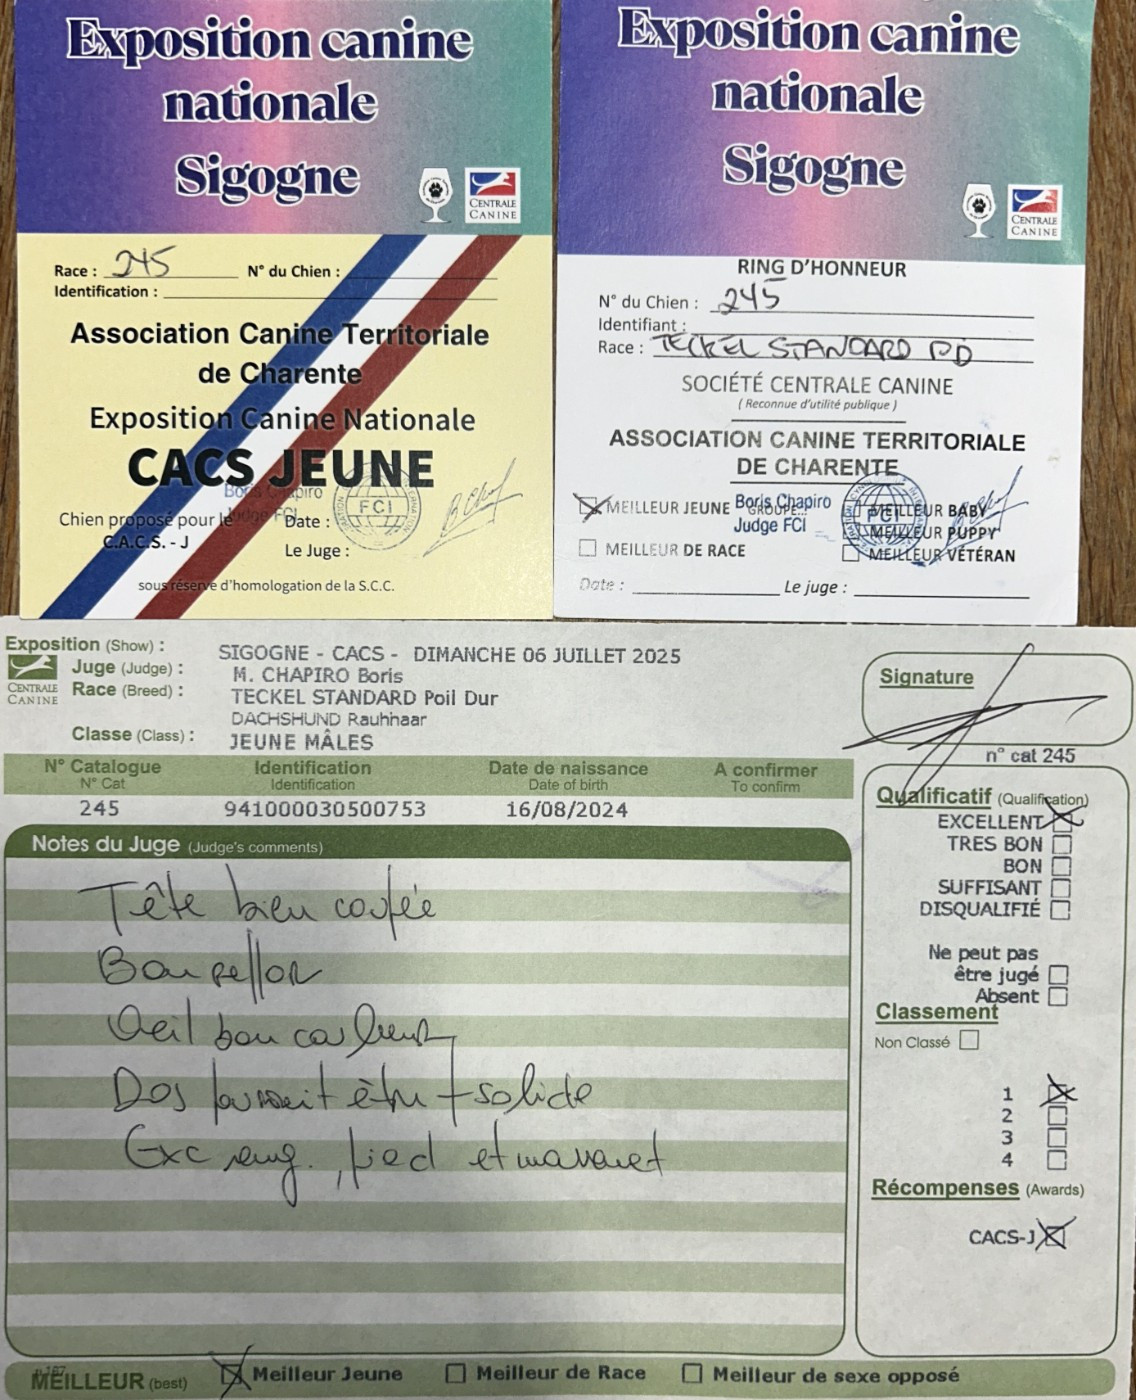 Exposition canine
nationale
Sigogne
CENTRALE
CANINE
Race : 245 N° du Chien :
Identification :
Association Canine Territoriale
de Charente
Exposition Canine Nationale
CACS JEUNE
Boris Chapiro
Judge FCI
FCI
Chien proposé pour le Date :
C.A.C.S. - J
Le Juge :
sous réserve d'homologation de la S.C.C.
Exposition canine
nationale
Sigogne
CENTRALE
CANINE
RING D'HONNEUR
N° du Chien : 245
Identifiant :
Race : TECKEL STANDARD PD
SOCIÉTÉ CENTRALE CANINE
( Reconnue d'utilité publique )
ASSOCIATION CANINE TERRITORIALE
DE CHARENTE
MEILLEUR JEUNE GROUPE... MEILLEUR BABY
Boris Chapiro
Judge FCI
FCI
MEILLEUR PUPPY
MEILLEUR DE RACE MEILLEUR VÉTÉRAN
Date : Le juge :
Exposition (Show) : SIGOGNE - CACS - DIMANCHE 06 JUILLET 2025
Juge (Judge) : M. CHAPIRO Boris
Race (Breed) : TECKEL STANDARD Poil Dur
CENTRALE
CANINE
DACHSHUND Rauhhaar
Classe (Class) : JEUNE MÂLES
Signature
n° cat 245
N° Catalogue Identification Date de naissance A confirmer
N° Cat Identification Date of birth To confirm
245 941000030500753 16/08/2024
Notes du Juge (Judge's comments)
Tête bien
Bon
Oeil bon couleur
Dos pourrait être + solide
Exc , pied et
Qualificatif (Qualification)
EXCELLENT
TRES BON
BON
SUFFISANT
DISQUALIFIÉ
Ne peut pas
être jugé
Absent
Classement
Non Classé
1
2
3
4
Récompenses (Awards)
CACS-J
MEILLEUR (best) Meilleur Jeune Meilleur de Race Meilleur de sexe opposé